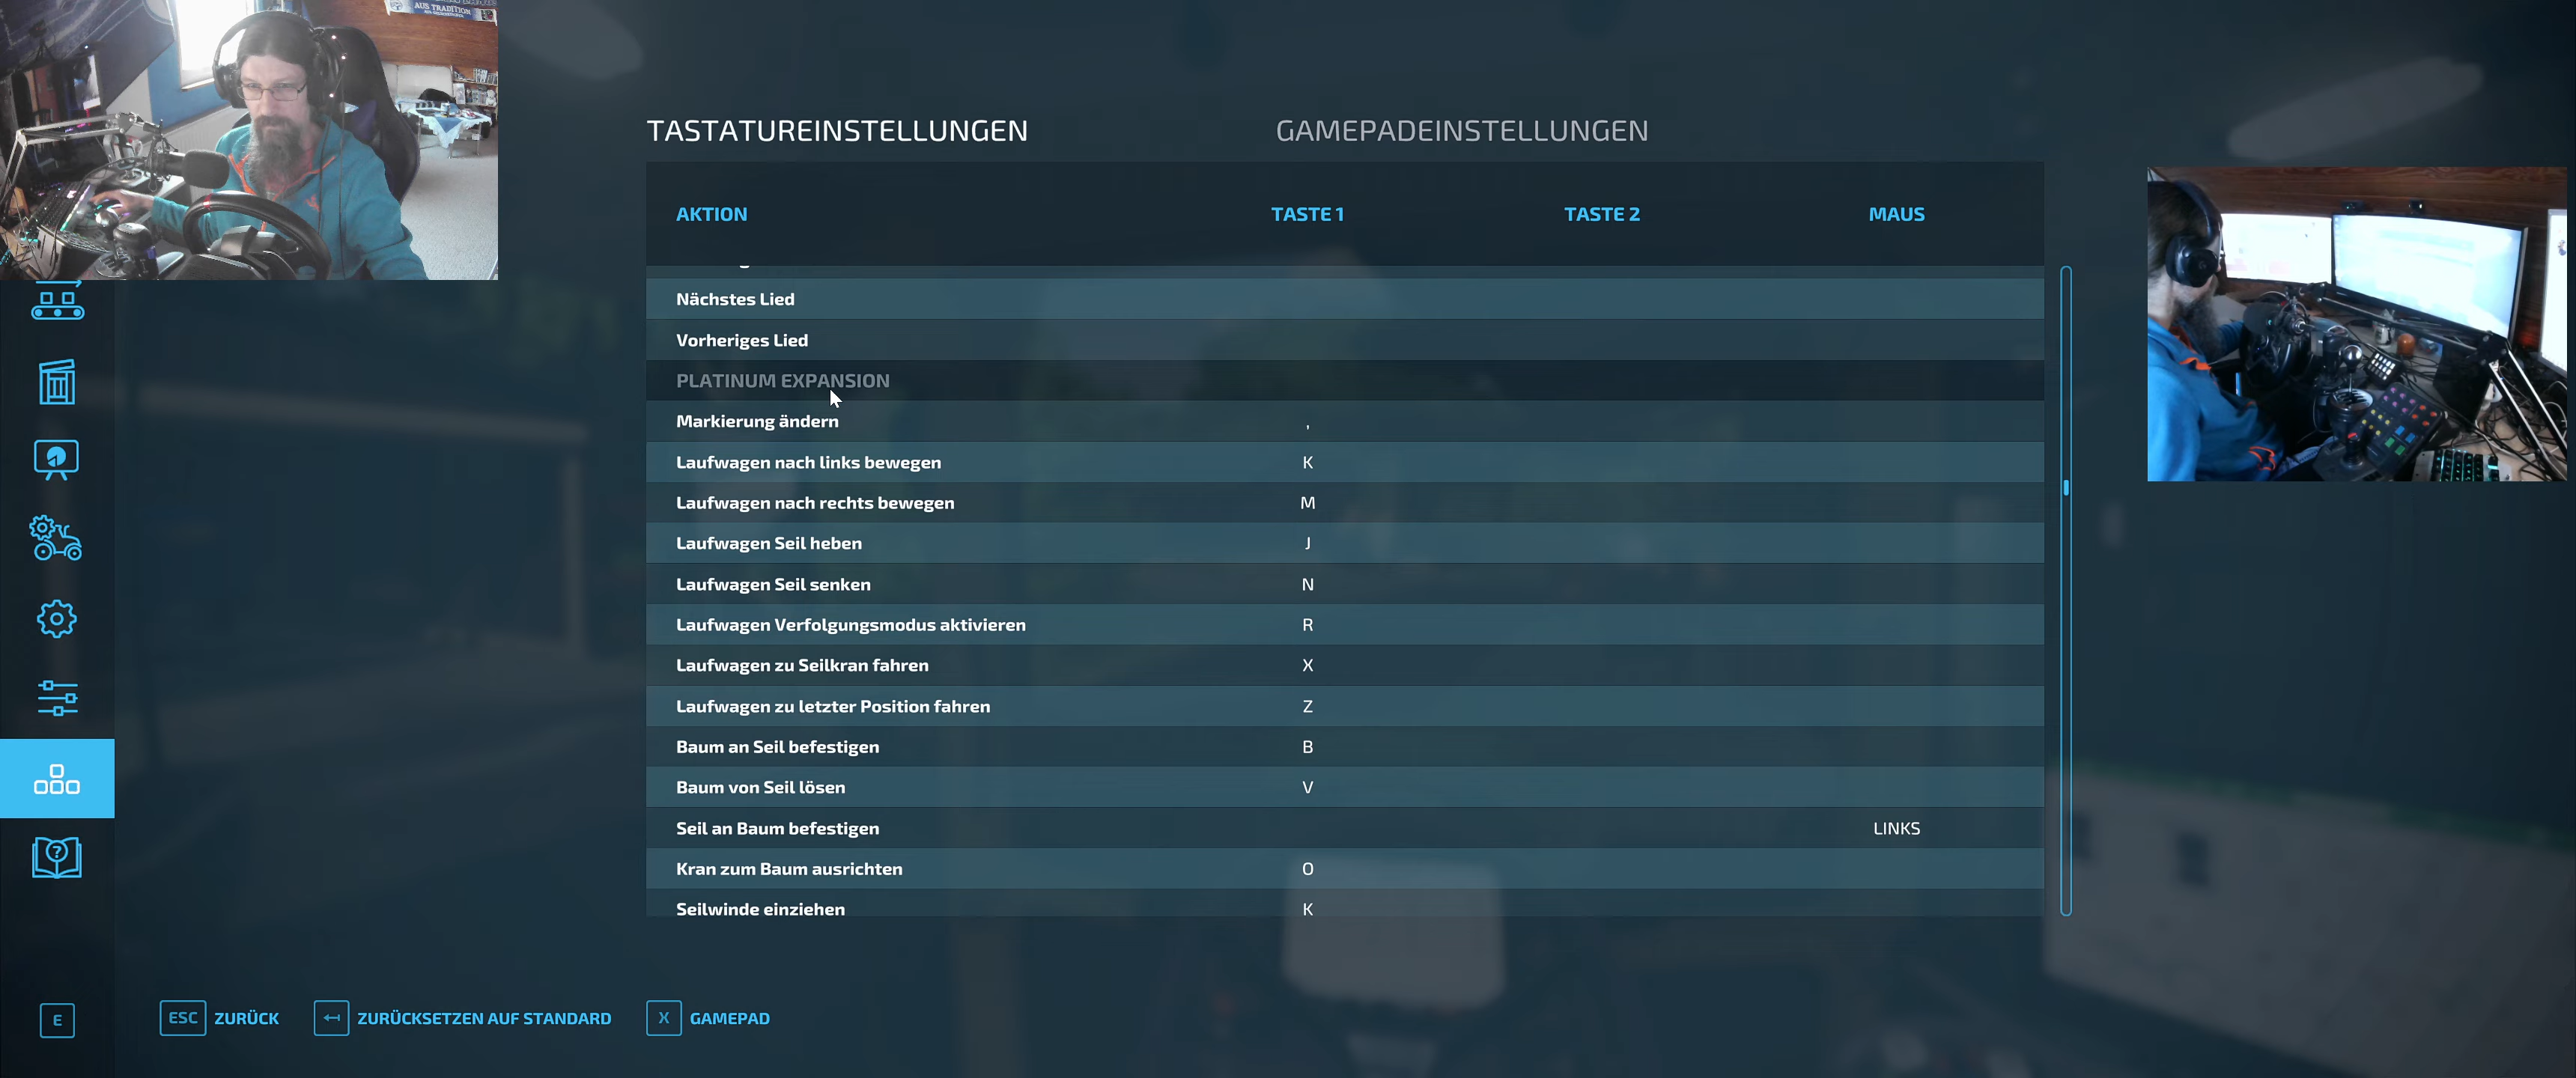 AUS TRADITION
TASTATUREINSTELLUNGEN
GAMEPADEINSTELLUNGEN
AKTION TASTE 1 TASTE 2 MAUS
Nächstes Lied
Vorheriges Lied
PLATINUM EXPANSION
Markierung ändern ,
Laufwagen nach links bewegen K
Laufwagen nach rechts bewegen M
Laufwagen Seil heben J
Laufwagen Seil senken N
Laufwagen Verfolgungsmodus aktivieren R
Laufwagen zu Seilkran fahren X
Laufwagen zu letzter Position fahren Z
Baum an Seil befestigen B
Baum von Seil lösen V
Seil an Baum befestigen LINKS
Kran zum Baum ausrichten O
Seilwinde einziehen K
E ESC ZURÜCK ZURÜCKSETZEN AUF STANDARD X GAMEPAD